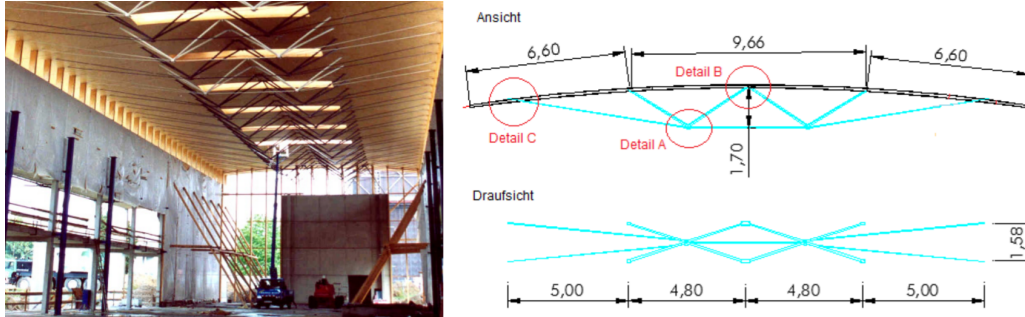 Ansicht
6,60
9,66
6,60
Detail B
Detail C
Detail A
1,70
Draufsicht
1,58
5,00
4,80
4,80
5,00